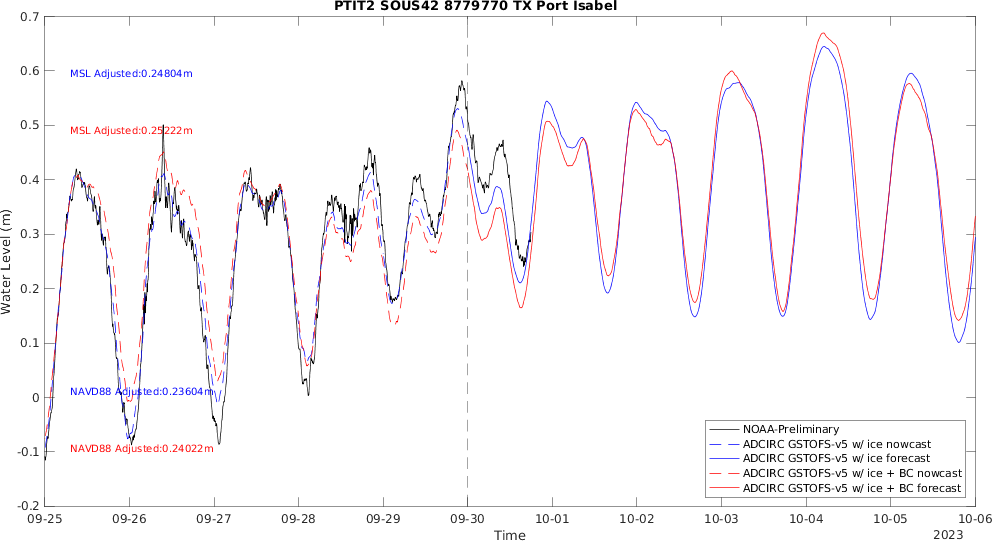 PTIT2 SOUS42 8779770 TX Port Isabel
0.7
0.6
0.5
0.4
0.3
0.2
0.1
0
-0.1
-0.2
Water Level (m)
MSL Adjusted:0.24804m
MSL Adjusted:0.25222m
NAVD88 Adjusted:0.23604m
NAVD88 Adjusted:0.24022m
NOAA-Preliminary
ADCIRC GSTOFS-v5 w/ ice nowcast
ADCIRC GSTOFS-v5 w/ ice forecast
ADCIRC GSTOFS-v5 w/ ice + BC nowcast
ADCIRC GSTOFS-v5 w/ ice + BC forecast
09-25 09-26 09-27 09-28 09-29 09-30 10-01 10-02 10-03 10-04 10-05 10-06
Time
2023